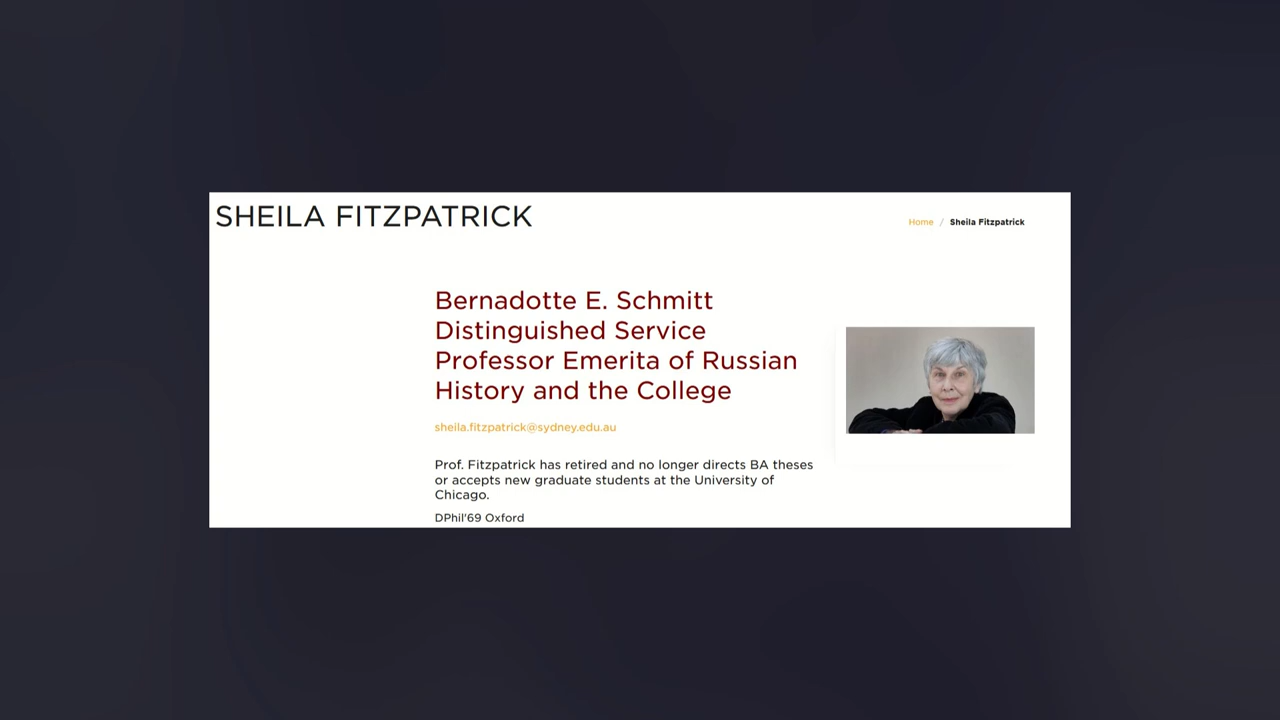 SHEILA FITZPATRICK
Home / Sheila Fitzpatrick
Bernadotte E. Schmitt
Distinguished Service
Professor Emerita of Russian
History and the College
sheila.fitzpatrick@sydney.edu.au
Prof. Fitzpatrick has retired and no longer directs BA theses
or accepts new graduate students at the University of
Chicago.
DPhil'69 Oxford